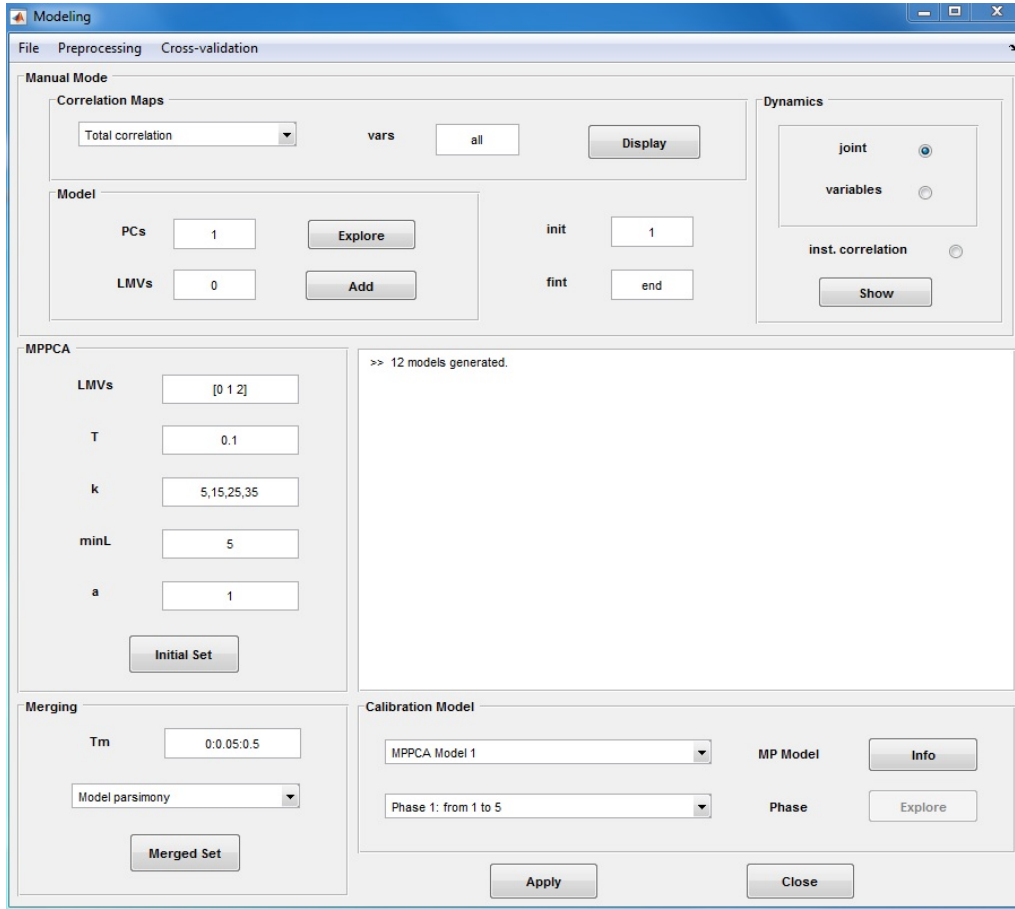 Modeling
File Preprocessing Cross-validation
Manual Mode
Correlation Maps
Total correlation vars all Display
Dynamics
joint
variables
inst. correlation
Show
Model
PCs 1 Explore
LMVs 0 Add
init 1
fint end
MPPCA
LMVs [0 1 2]
T 0.1
k 5,15,25,35
minL 5
a 1
Initial Set
>> 12 models generated.
Merging
Tm 0:0.05:0.5
Model parsimony
Merged Set
Calibration Model
MPPCA Model 1 MP Model Info
Phase 1: from 1 to 5 Phase Explore
Apply Close